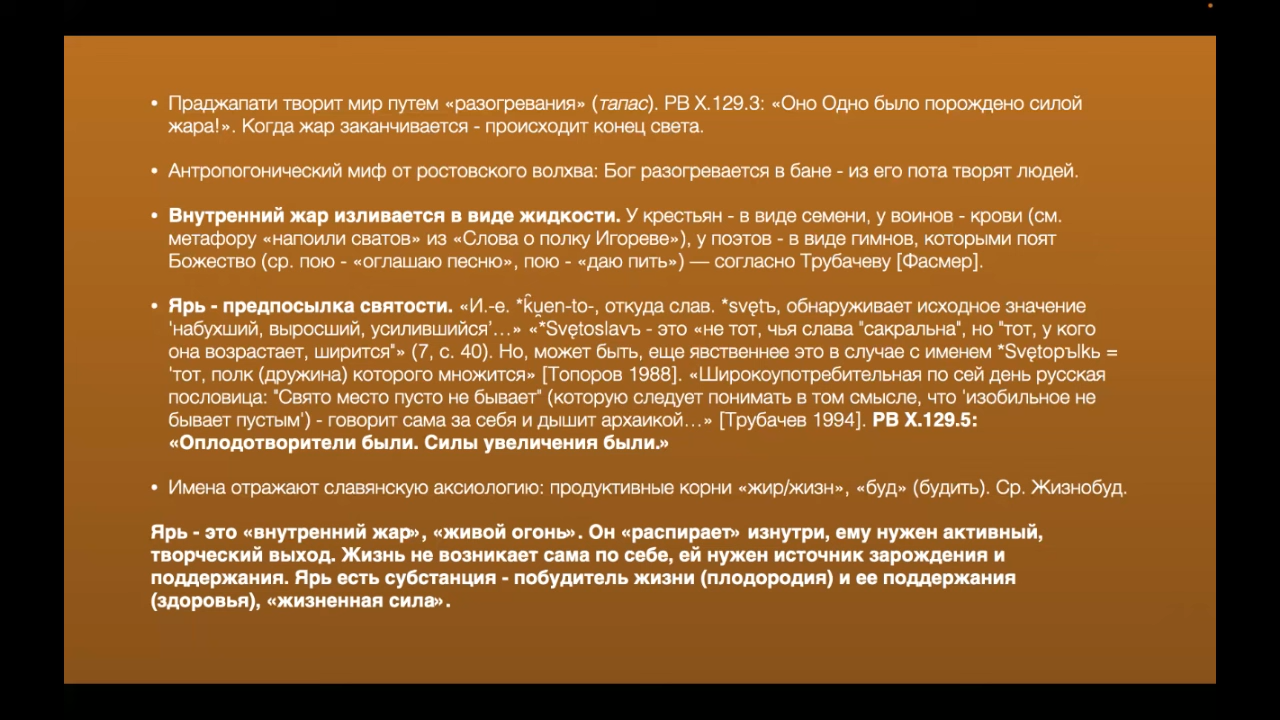 • Праджапати творит мир путем «разогревания» (тапас). РВ X.129.3: «Оно Одно было порождено силой
жара!». Когда жар заканчивается - происходит конец света.
• Антропогонический миф от ростовского волхва: Бог разогревается в бане - из его пота творят людей.
• Внутренний жар изливается в виде жидкости. У крестьян - в виде семени, у воинов - крови (см.
метафору «напоили сватов» из «Слова о полку Игореве»), у поэтов - в виде гимнов, которыми поят
Божество (ср. пою - «оглашаю песню», пою - «даю пить») — согласно Трубачеву [Фасмер].
• Ярь - предпосылка святости. «И.-е. *k̑u̯en-to-, откуда слав. *svętъ, обнаруживает исходное значение
'набухший, выросший, усилившийся'…» «*Svętoslavъ - это «не тот, чья слава "сакральна", но "тот, у кого
она возрастает, ширится"» (7, с. 40). Но, может быть, еще явственнее это в случае с именем *Svętopъlkъ =
'тот, полк (дружина) которого множится» [Топоров 1988]. «Широкоупотребительная по сей день русская
пословица: "Свято место пусто не бывает" (которую следует понимать в том смысле, что 'изобильное не
бывает пустым') - говорит сама за себя и дышит архаикой…» [Трубачев 1994]. РВ X.129.5:
«Оплодотворители были. Силы увеличения были.»
• Имена отражают славянскую аксиологию: продуктивные корни «жир/жизн», «буд» (будить). Ср. Жизнобуд.
Ярь - это «внутренний жар», «живой огонь». Он «распирает» изнутри, ему нужен активный,
творческий выход. Жизнь не возникает сама по себе, ей нужен источник зарождения и
поддержания. Ярь есть субстанция - побудитель жизни (плодородия) и ее поддержания
(здоровья), «жизненная сила».